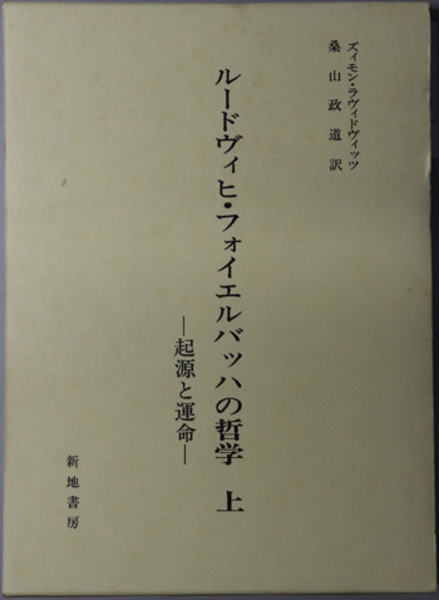 ズィモン・ラヴィドヴィッツ
桑山政道訳
ルードヴィヒ・フォイエルバッハの哲学 上
―起源と運命―
新地書房